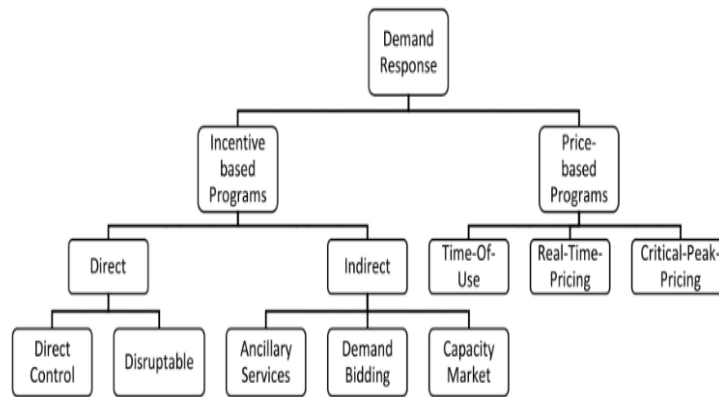 Demand
Response
Incentive
based
Programs
Price-
based
Programs
Direct
Indirect
Time-Of-
Use
Real-Time-
Pricing
Critical-Peak-
Pricing
Direct
Control
Disruptable
Ancillary
Services
Demand
Bidding
Capacity
Market